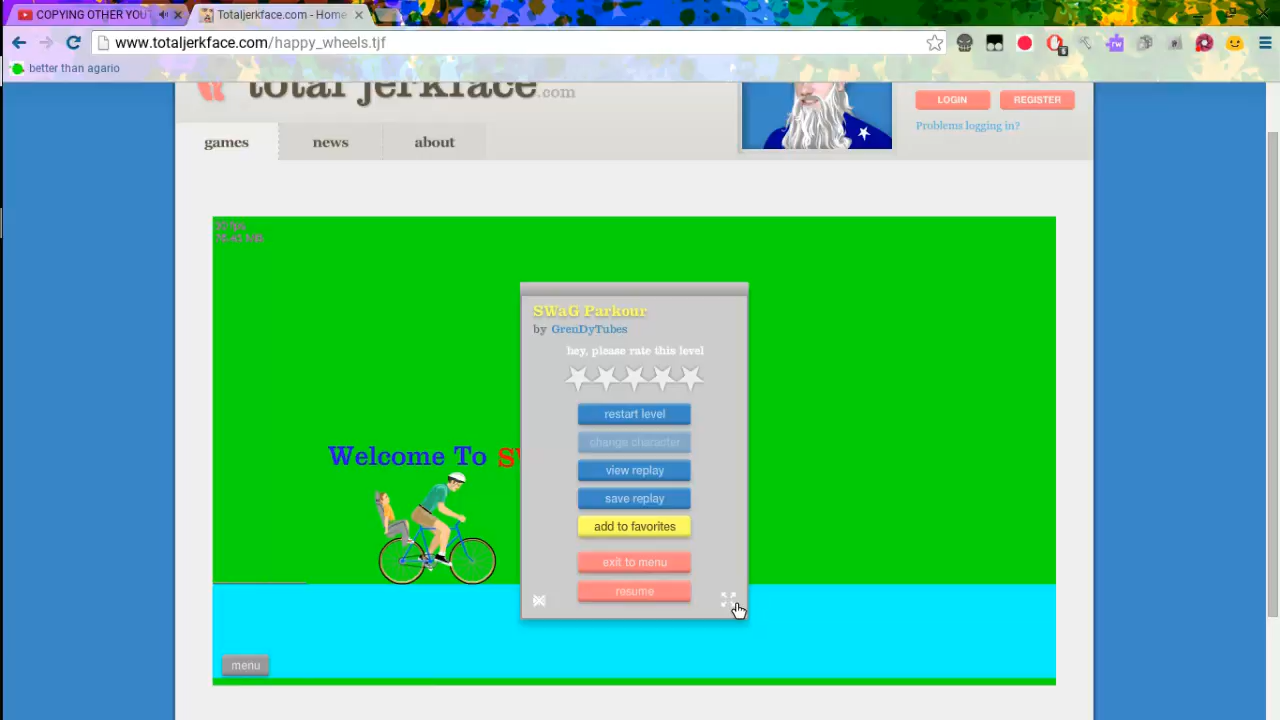 COPYING OTHER YOUT
Totaljerkface.com - Home
www.totaljerkface.com/happy_wheels.tjf
better than agario
total jerkface.com
LOGIN
REGISTER
Problems logging in?
games
news
about
SWaG Parkour
by GrenDyTubes
hey, please rate this level
restart level
change character
view replay
save replay
add to favorites
exit to menu
resume
Welcome To
menu